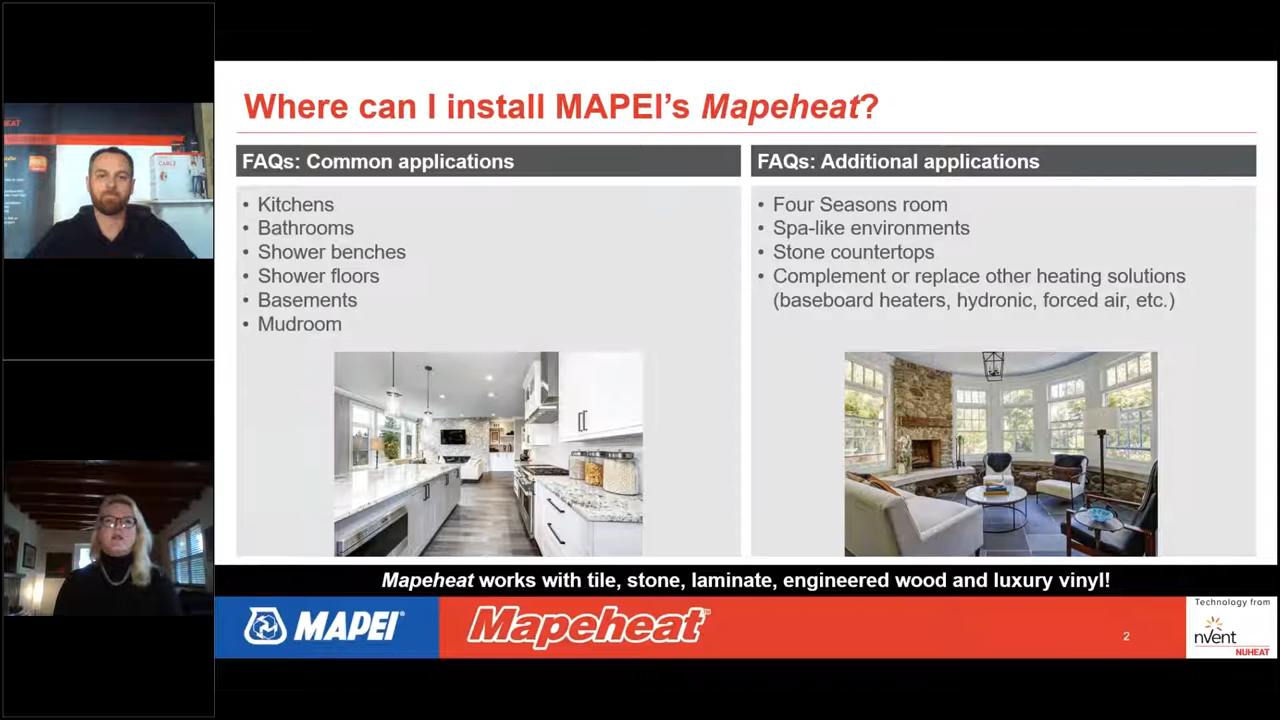 Where can I install MAPEI’s Mapeheat?
FAQs: Common applications
• Kitchens
• Bathrooms
• Shower benches
• Shower floors
• Basements
• Mudroom
FAQs: Additional applications
• Four Seasons room
• Spa-like environments
• Stone countertops
• Complement or replace other heating solutions
(baseboard heaters, hydronic, forced air, etc.)
Mapeheat works with tile, stone, laminate, engineered wood and luxury vinyl!
MAPEI®
Mapeheat™
2
Technology from
nVent
NUHEAT
CABLE